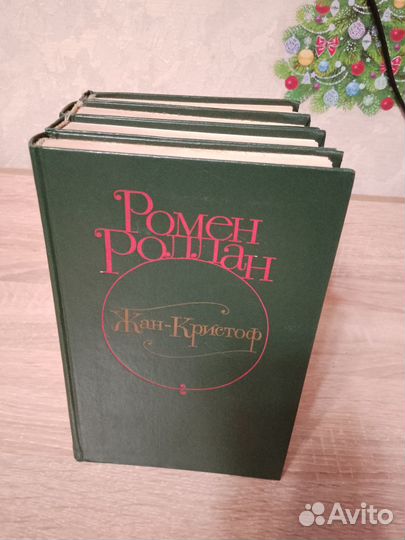 Ромен
Роллан
Жан-Кристоф
2
Avito